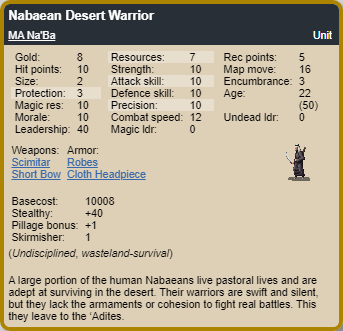 Nabaean Desert Warrior
MA Na'Ba Unit
Gold: 8 Resources: 7 Rec points: 5
Hit points: 10 Strength: 10 Map move: 16
Size: 2 Attack skill: 10 Encumbrance: 3
Protection: 3 Defence skill: 10 Age: 22
Magic res: 10 Precision: 10 (50)
Morale: 10 Combat speed: 12 Undead ldr: 0
Leadership: 40 Magic ldr: 0
Weapons: Armor:
Scimitar Robes
Short Bow Cloth Headpiece
Basecost: 10008
Stealthy: +40
Pillage bonus: +1
Skirmisher: 1
(Undisciplined, wasteland-survival)
A large portion of the human Nabaeans live pastoral lives and are
adept at surviving in the desert. Their warriors are swift and silent,
but they lack the armaments or cohesion to fight real battles. This
they leave to the ‘Adites.